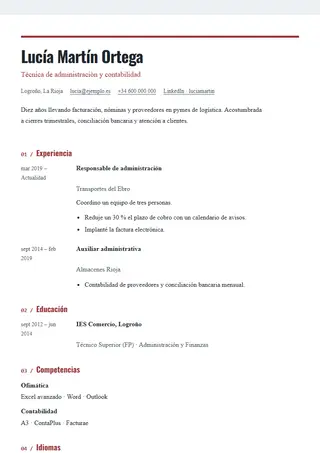 Lucía Martín Ortega
Técnica de administración y contabilidad
Logroño, La Rioja lucia@ejemplo.es +34 600 000 000 LinkedIn · luciamartin
Diez años llevando facturación, nóminas y proveedores en pymes de logística. Acostumbrada
a cierres trimestrales, conciliación bancaria y atención a clientes.
01 / Experiencia
mar 2019 – Responsable de administración
Actualidad
Transportes del Ebro
Coordino un equipo de tres personas.
• Reduje un 30 % el plazo de cobro con un calendario de avisos.
• Implanté la factura electrónica.
sept 2014 – feb Auxiliar administrativa
2019
Almacenes Rioja
• Contabilidad de proveedores y conciliación bancaria mensual.
02 / Educación
sept 2012 – jun IES Comercio, Logroño
2014
Técnico Superior (FP) · Administración y Finanzas
03 / Competencias
Ofimática
Excel avanzado · Word · Outlook
Contabilidad
A3 · ContaPlus · Facturae
04 / Idiomas